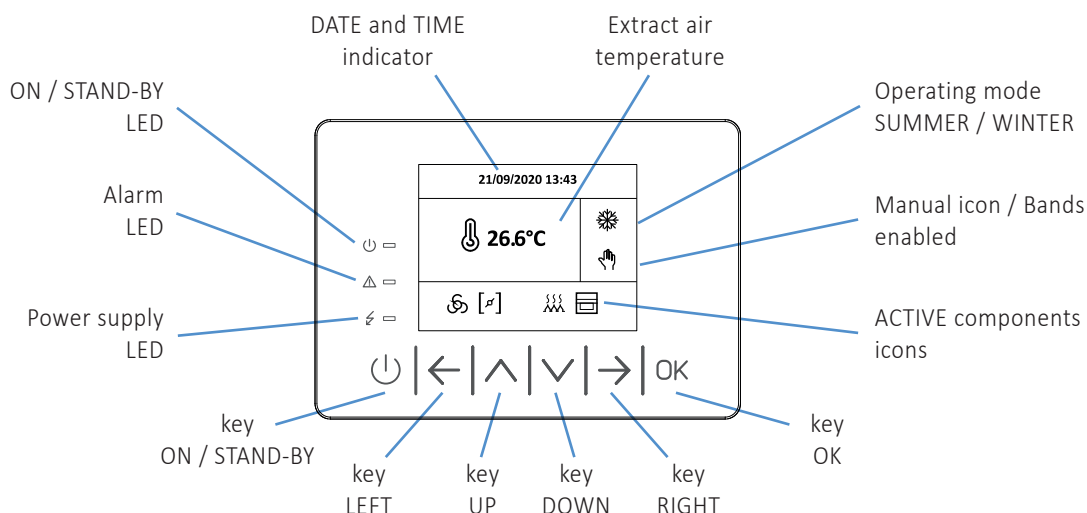 DATE and TIME
indicator
Extract air
temperature
ON / STAND-BY
LED
Operating mode
SUMMER / WINTER
Alarm
LED
21/09/2020 13:43
26.6°C
Manual icon / Bands
enabled
Power supply
LED
ACTIVE components
icons
OK
key
ON / STAND-BY
key
LEFT
key
UP
key
DOWN
key
RIGHT
key
OK